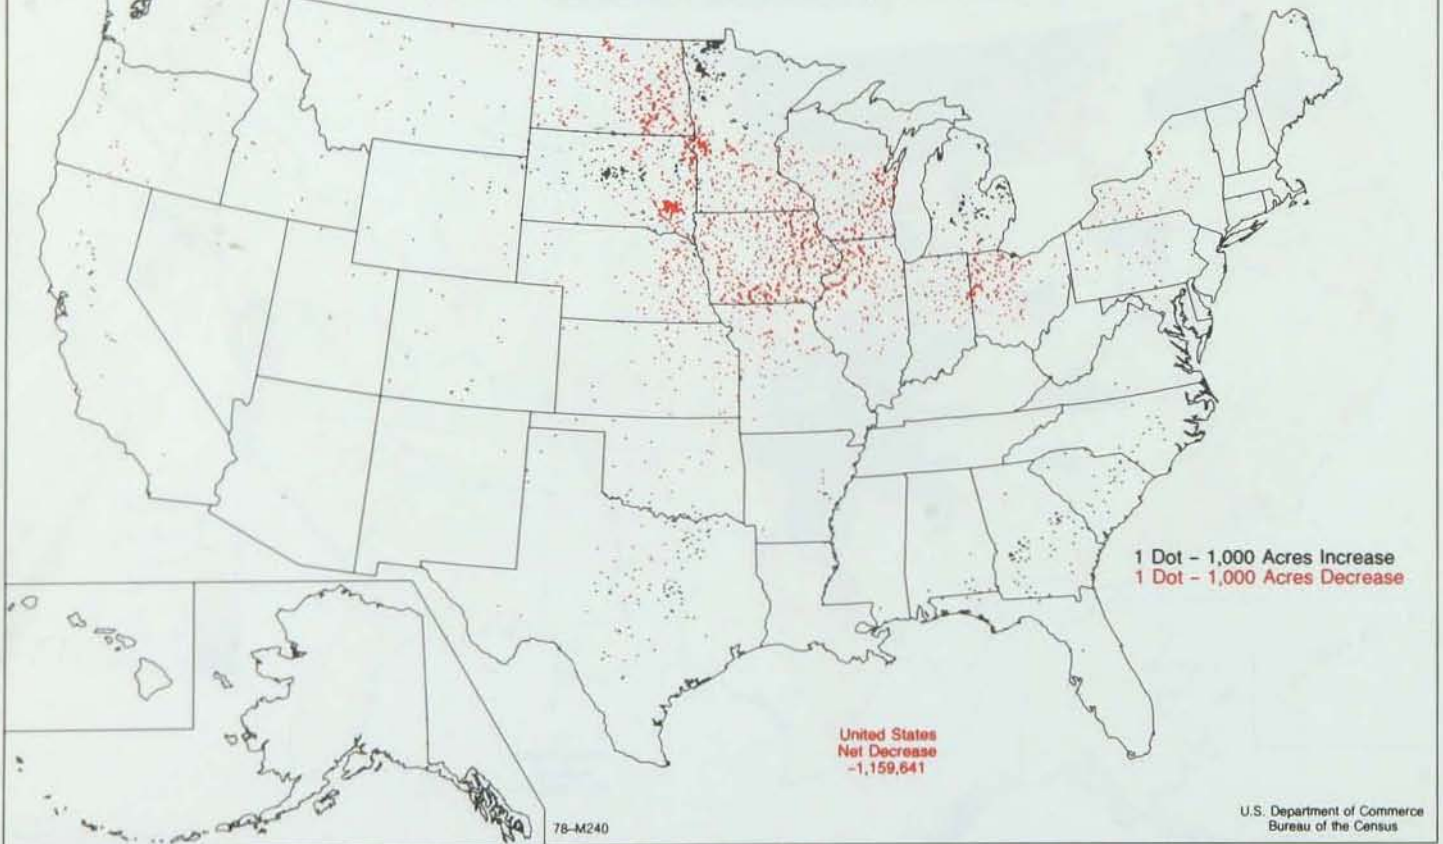 1 Dot – 1,000 Acres Increase
1 Dot – 1,000 Acres Decrease
United States
Net Decrease
–1,159,641
78–M240
U.S. Department of Commerce
Bureau of the Census